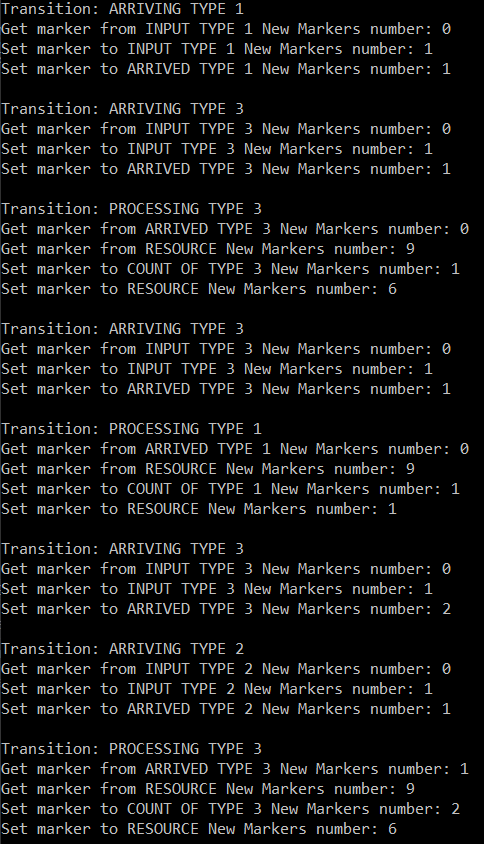 Transition: ARRIVING TYPE 1
Get marker from INPUT TYPE 1 New Markers number: 0
Set marker to INPUT TYPE 1 New Markers number: 1
Set marker to ARRIVED TYPE 1 New Markers number: 1

Transition: ARRIVING TYPE 3
Get marker from INPUT TYPE 3 New Markers number: 0
Set marker to INPUT TYPE 3 New Markers number: 1
Set marker to ARRIVED TYPE 3 New Markers number: 1

Transition: PROCESSING TYPE 3
Get marker from ARRIVED TYPE 3 New Markers number: 0
Get marker from RESOURCE New Markers number: 9
Set marker to COUNT OF TYPE 3 New Markers number: 1
Set marker to RESOURCE New Markers number: 6

Transition: ARRIVING TYPE 3
Get marker from INPUT TYPE 3 New Markers number: 0
Set marker to INPUT TYPE 3 New Markers number: 1
Set marker to ARRIVED TYPE 3 New Markers number: 1

Transition: PROCESSING TYPE 1
Get marker from ARRIVED TYPE 1 New Markers number: 0
Get marker from RESOURCE New Markers number: 9
Set marker to COUNT OF TYPE 1 New Markers number: 1
Set marker to RESOURCE New Markers number: 1

Transition: ARRIVING TYPE 3
Get marker from INPUT TYPE 3 New Markers number: 0
Set marker to INPUT TYPE 3 New Markers number: 1
Set marker to ARRIVED TYPE 3 New Markers number: 2

Transition: ARRIVING TYPE 2
Get marker from INPUT TYPE 2 New Markers number: 0
Set marker to INPUT TYPE 2 New Markers number: 1
Set marker to ARRIVED TYPE 2 New Markers number: 1

Transition: PROCESSING TYPE 3
Get marker from ARRIVED TYPE 3 New Markers number: 1
Get marker from RESOURCE New Markers number: 9
Set marker to COUNT OF TYPE 3 New Markers number: 2
Set marker to RESOURCE New Markers number: 6